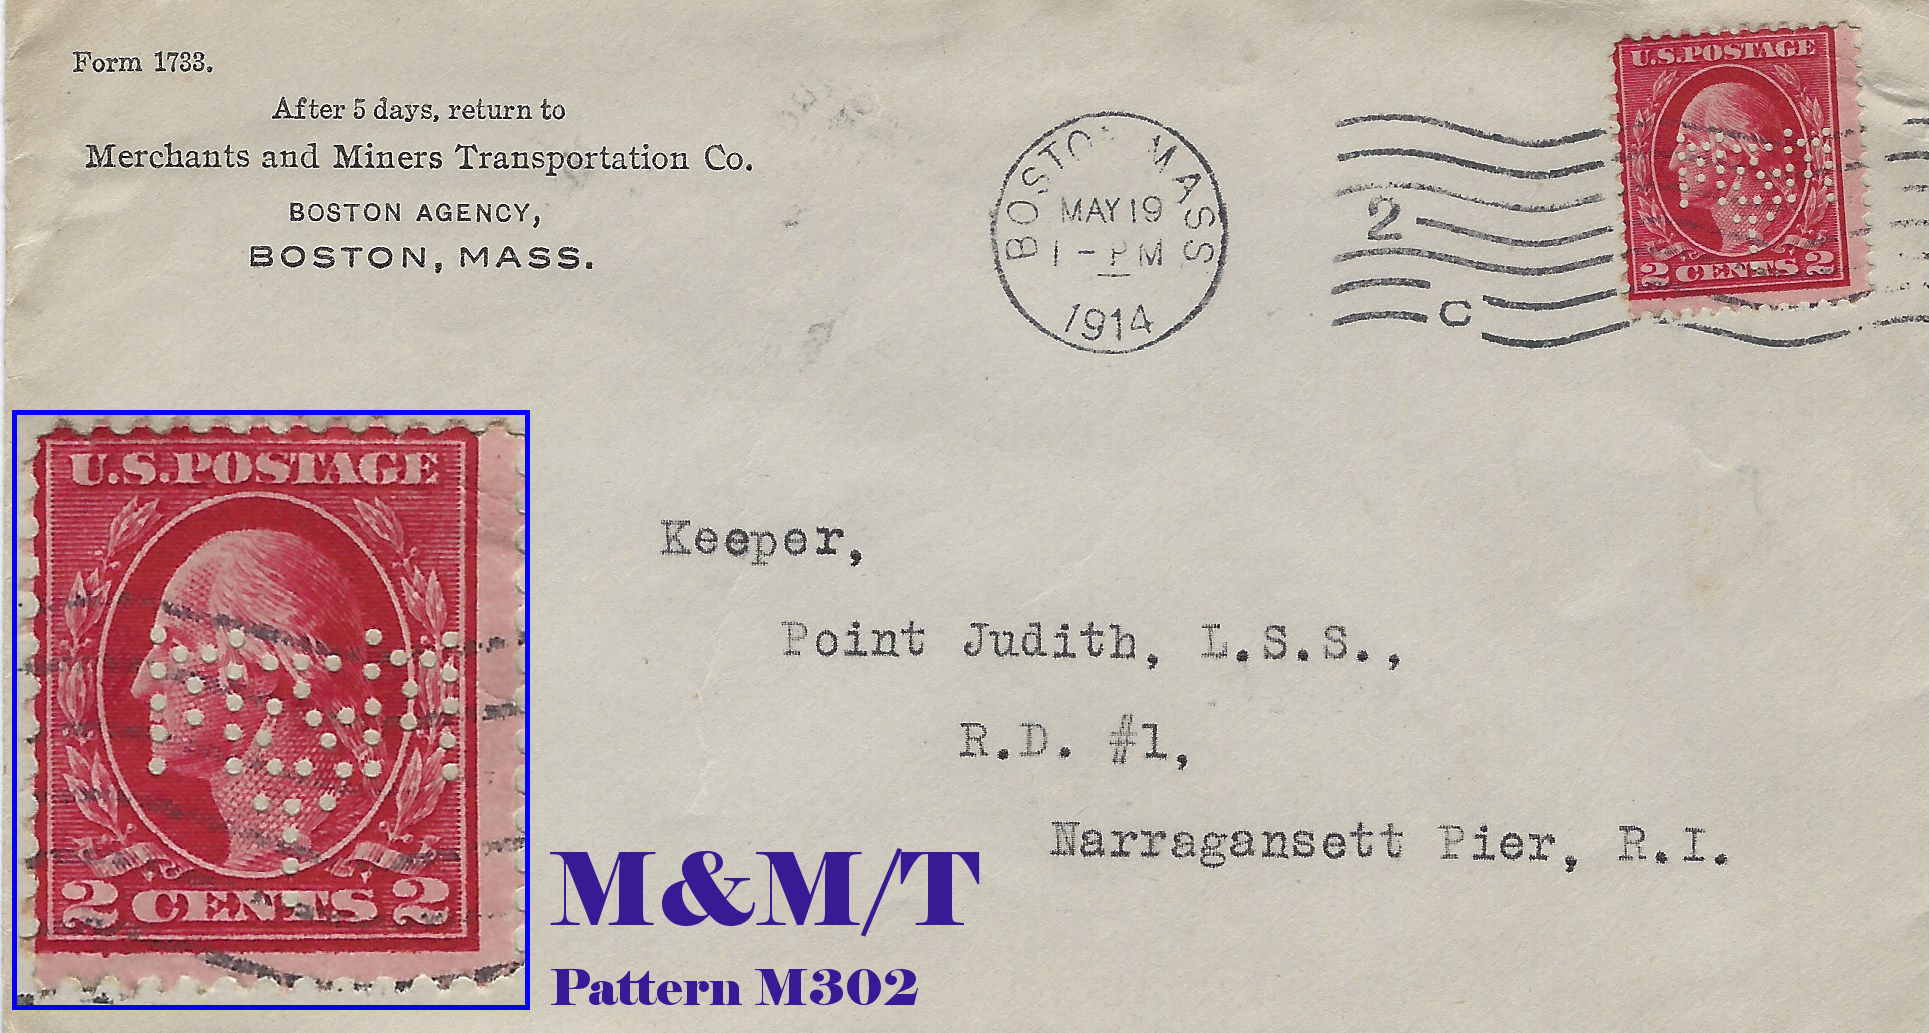 Form 1733.
After 5 days, return to
Merchants and Miners Transportation Co.
BOSTON AGENCY,
BOSTON, MASS.
BOSTON MASS
MAY 19
1 - PM
1914
2
C
U.S. POSTAGE
2 CENTS 2
Keeper,
Point Judith, L.S.S.,
R.D. #1,
Narragansett Pier, R.I.
U.S. POSTAGE
M&M
T
2 CENTS 2
M&M/T
Pattern M302